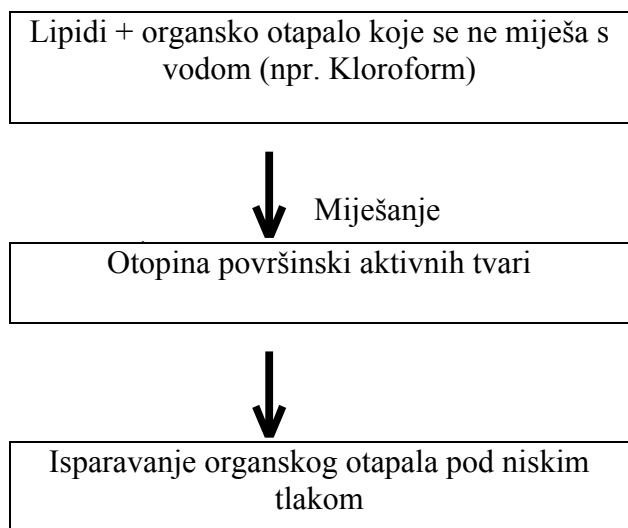 Lipidi + organsko otapalo koje se ne miješa s
vodom (npr. Kloroform)
Miješanje
Otopina površinski aktivnih tvari
Isparavanje organskog otapala pod niskim
tlakom